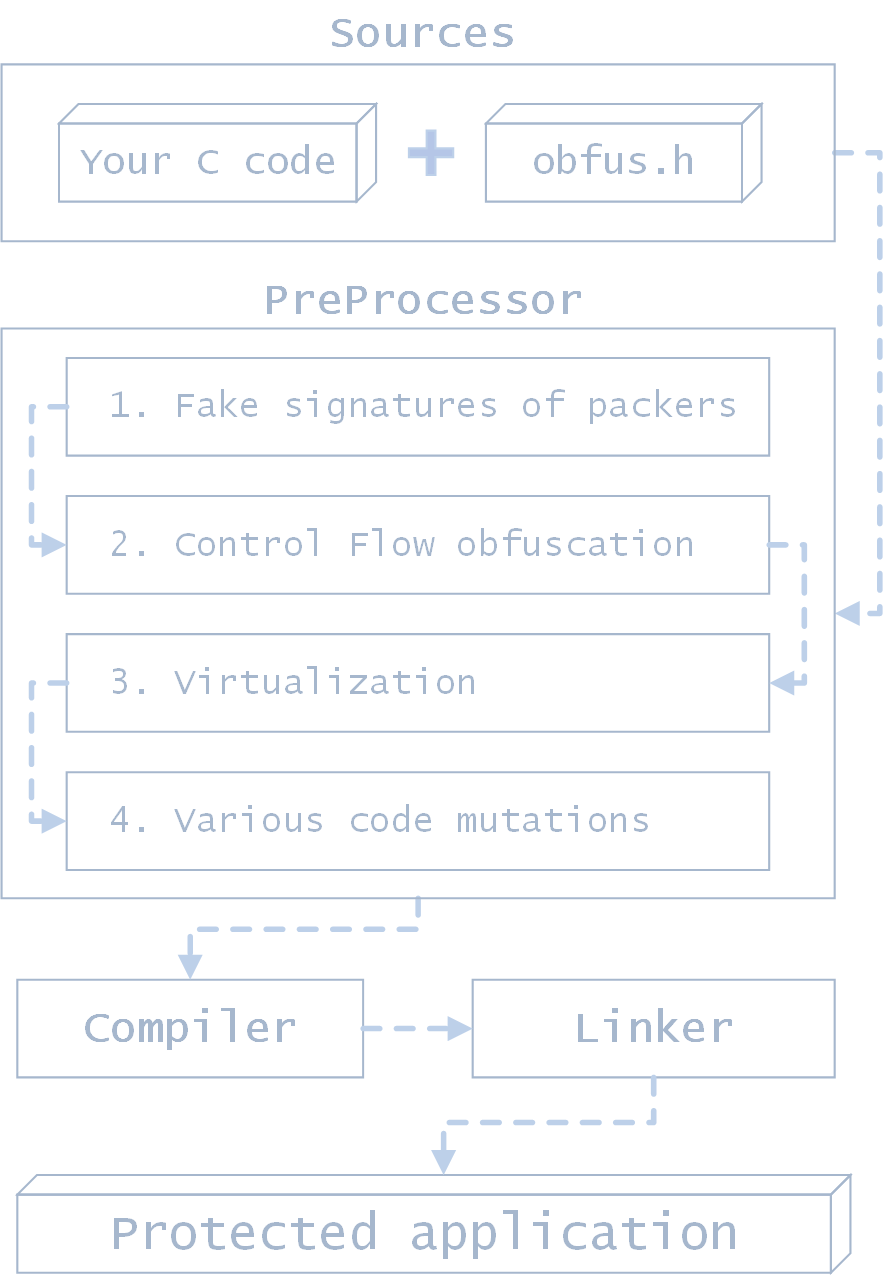 Sources
Your C code + obfus.h
PreProcessor
1. Fake signatures of packers
2. Control Flow obfuscation
3. Virtualization
4. Various code mutations
Compiler
Linker
Protected application